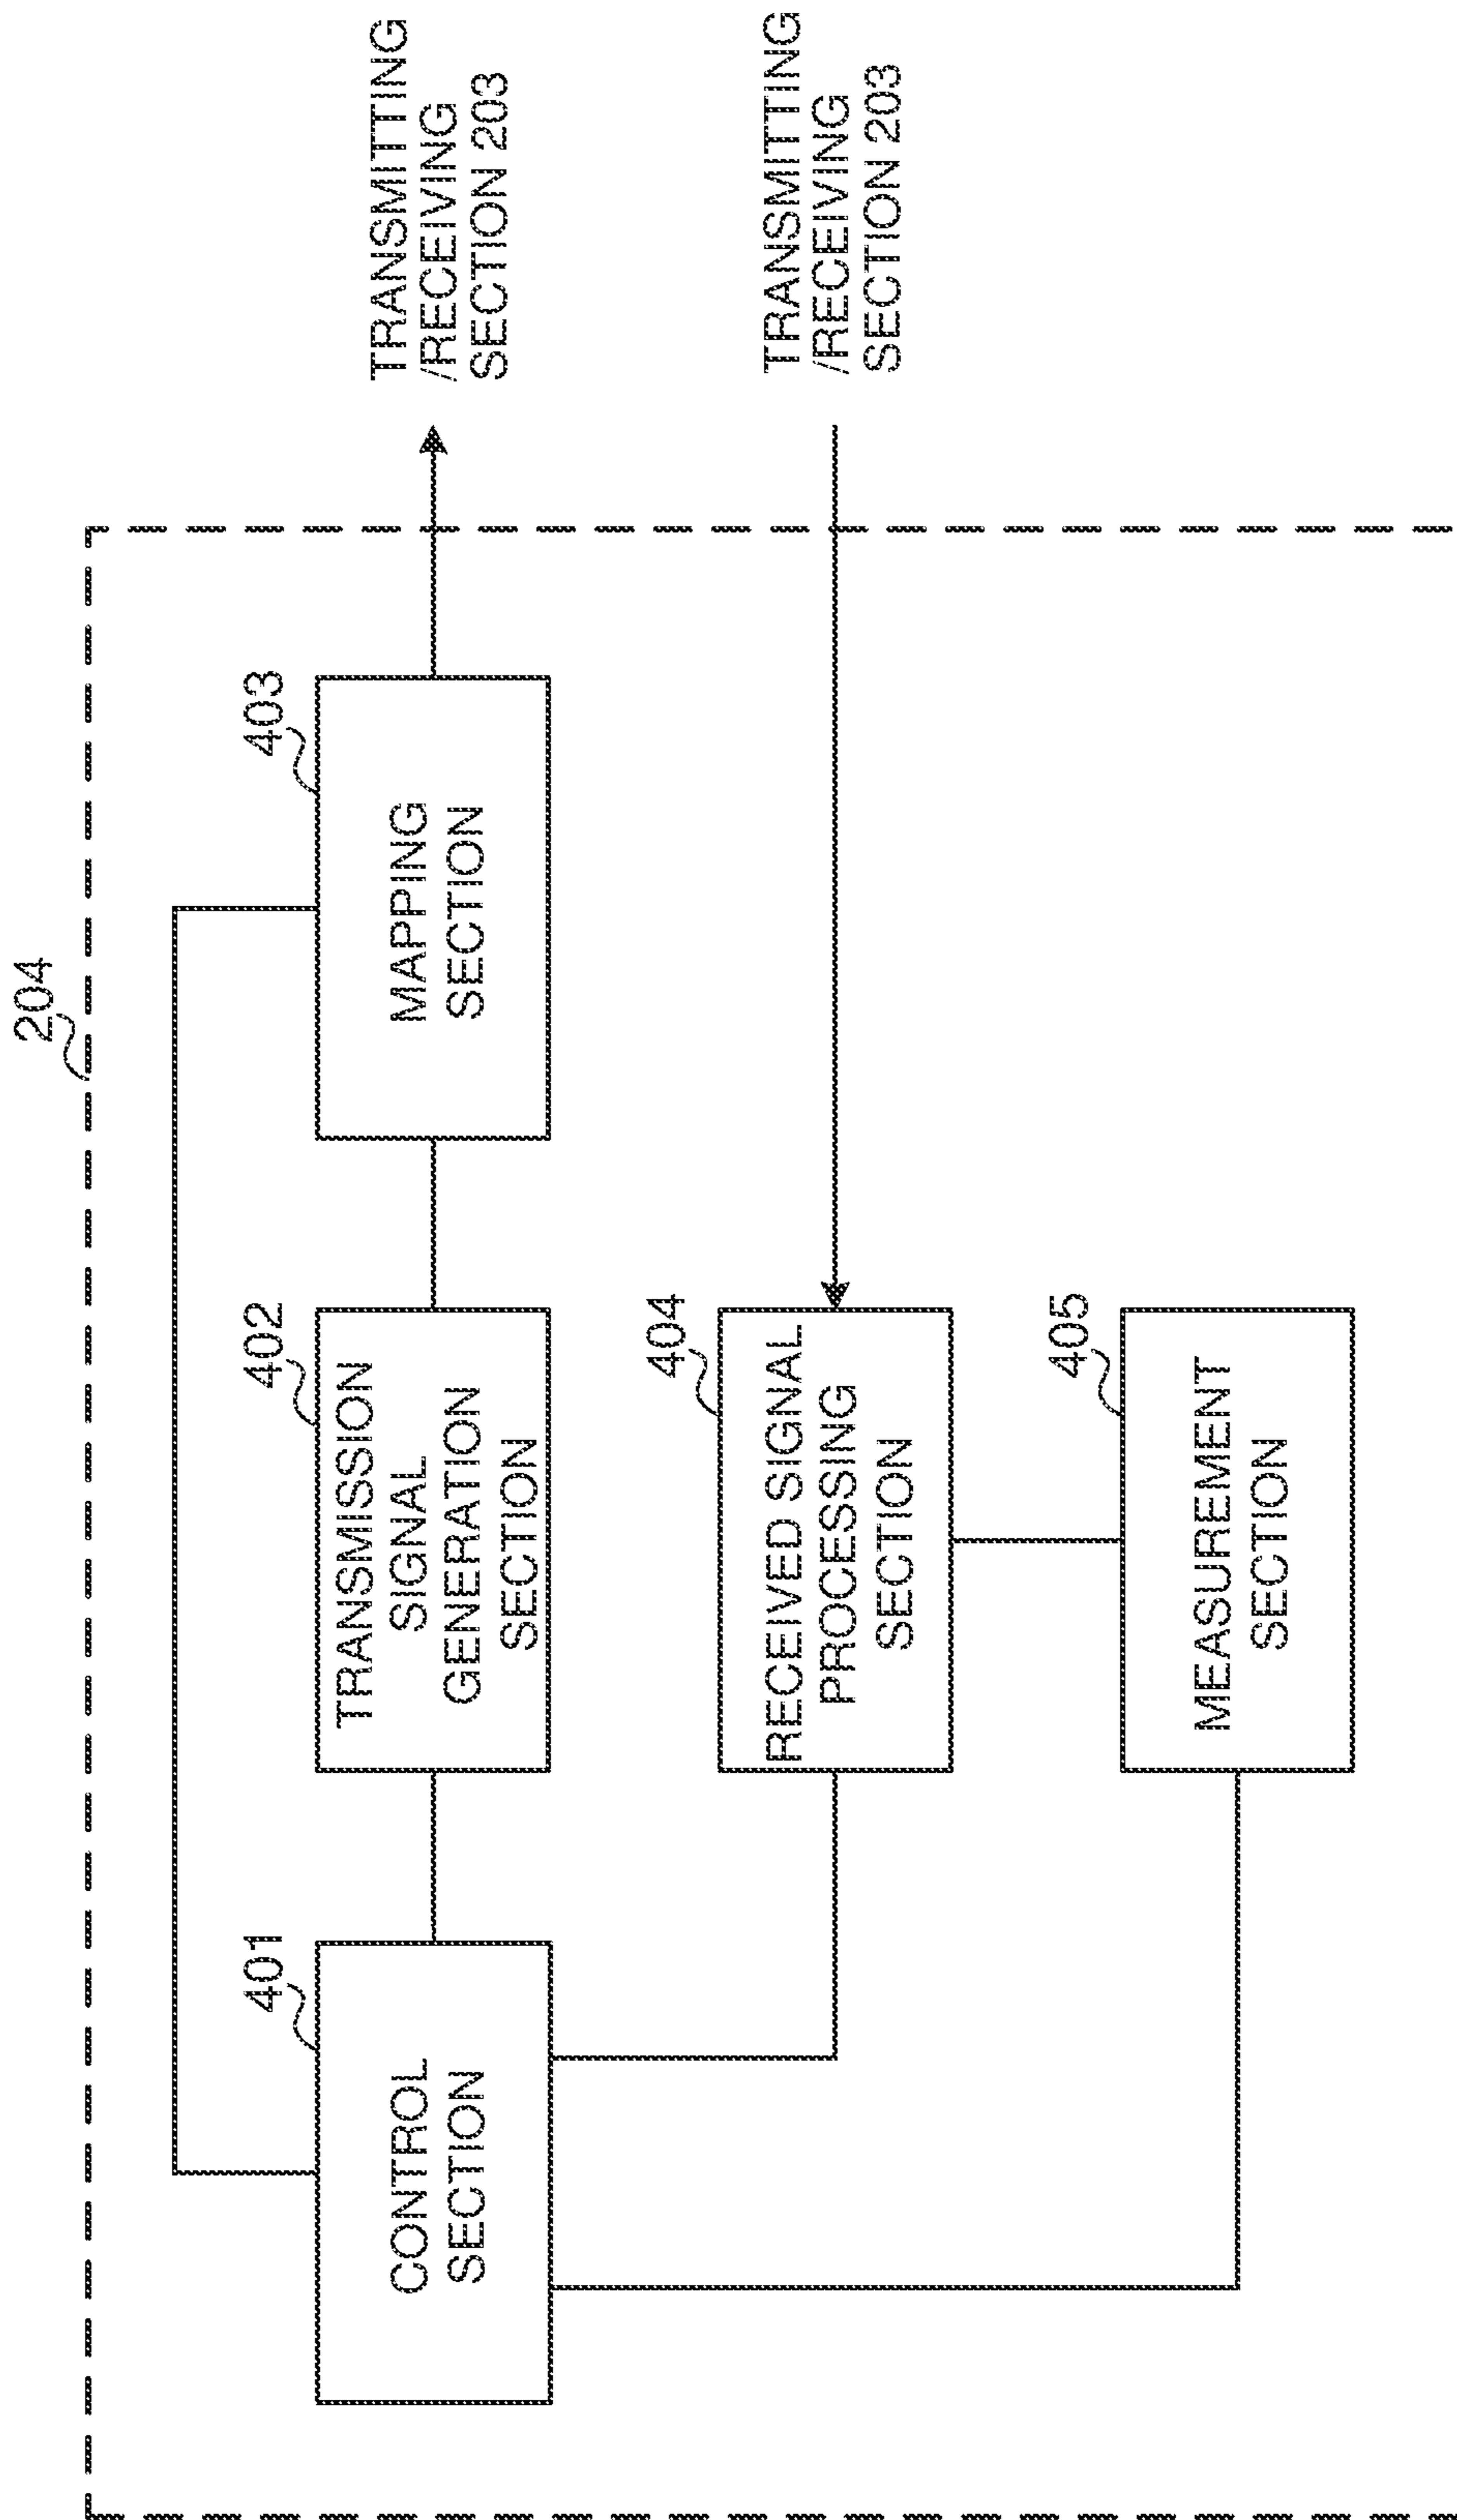 204
401
CONTROL
SECTION
402
TRANSMISSION
SIGNAL
GENERATION
SECTION
403
MAPPING
SECTION
TRANSMITTING
/RECEIVING
SECTION 203
404
RECEIVED SIGNAL
PROCESSING
SECTION
TRANSMITTING
/RECEIVING
SECTION 203
405
MEASUREMENT
SECTION